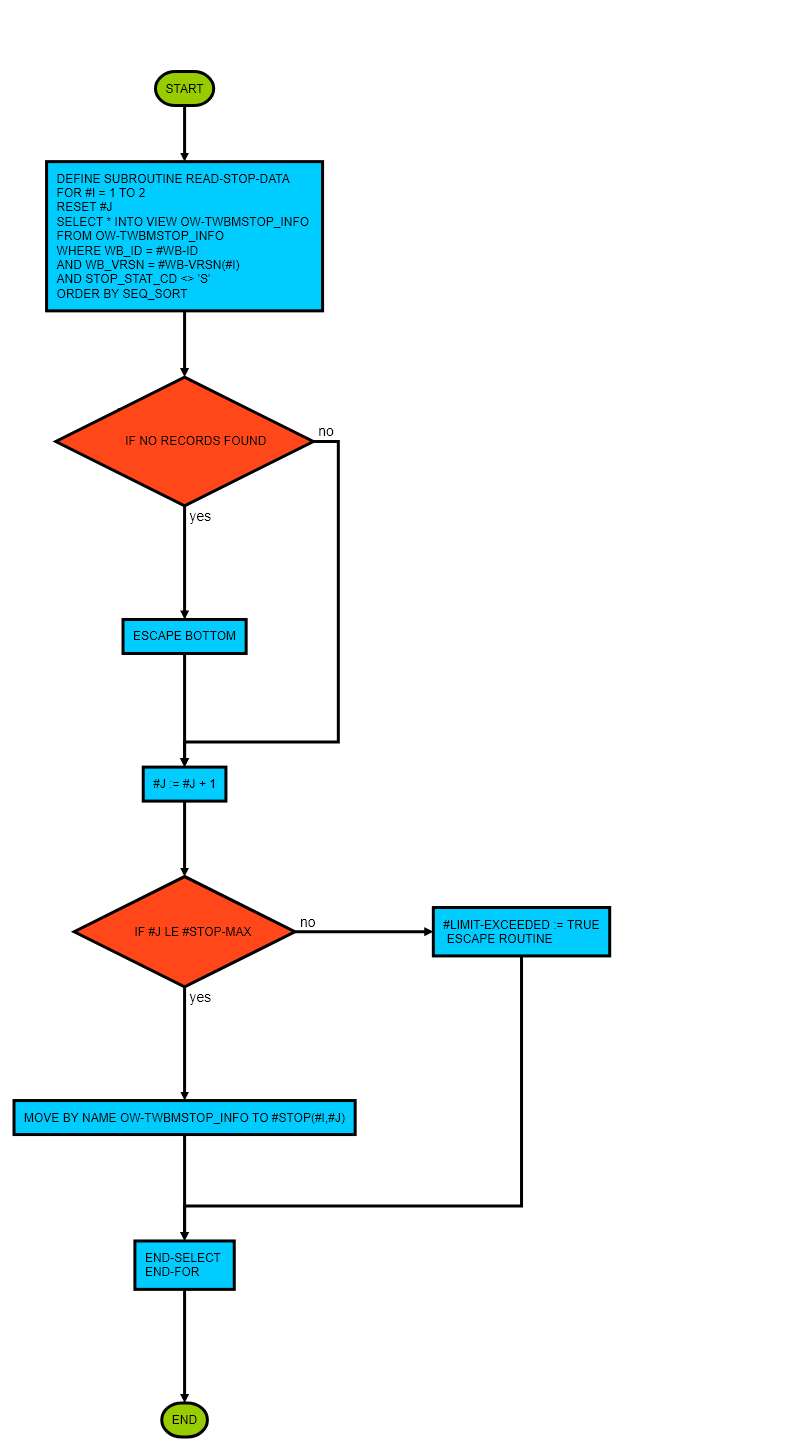 START
DEFINE SUBROUTINE READ-STOP-DATA
FOR #I = 1 TO 2
RESET #J
SELECT * INTO VIEW OW-TWBMSTOP_INFO
FROM OW-TWBMSTOP_INFO
WHERE WB_ID = #WB-ID
AND WB_VRSN = #WB-VRSN(#I)
AND STOP_STAT_CD <> 'S'
ORDER BY SEQ_SORT
IF NO RECORDS FOUND
no
yes
ESCAPE BOTTOM
#J := #J + 1
IF #J LE #STOP-MAX
no
#LIMIT-EXCEEDED := TRUE
ESCAPE ROUTINE
yes
MOVE BY NAME OW-TWBMSTOP_INFO TO #STOP(#I,#J)
END-SELECT
END-FOR
END